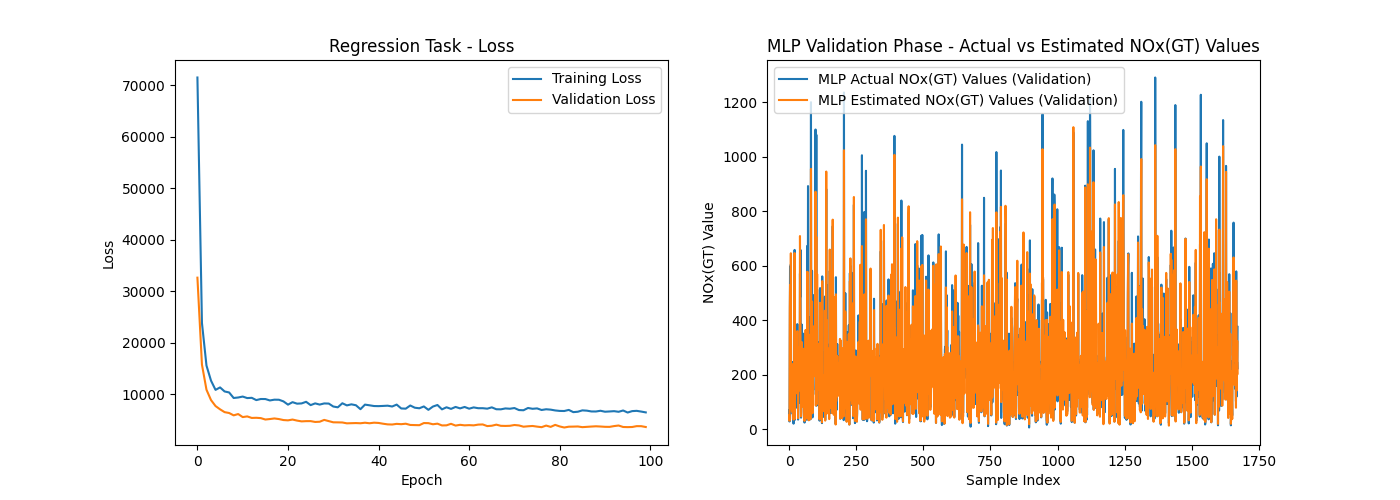 Regression Task - Loss
Training Loss
Validation Loss
70000
60000
50000
40000
30000
20000
10000
Loss
0
20
40
60
80
100
Epoch
MLP Validation Phase - Actual vs Estimated NOx(GT) Values
MLP Actual NOx(GT) Values (Validation)
MLP Estimated NOx(GT) Values (Validation)
1200
1000
800
600
400
200
0
NOx(GT) Value
0
250
500
750
1000
1250
1500
1750
Sample Index